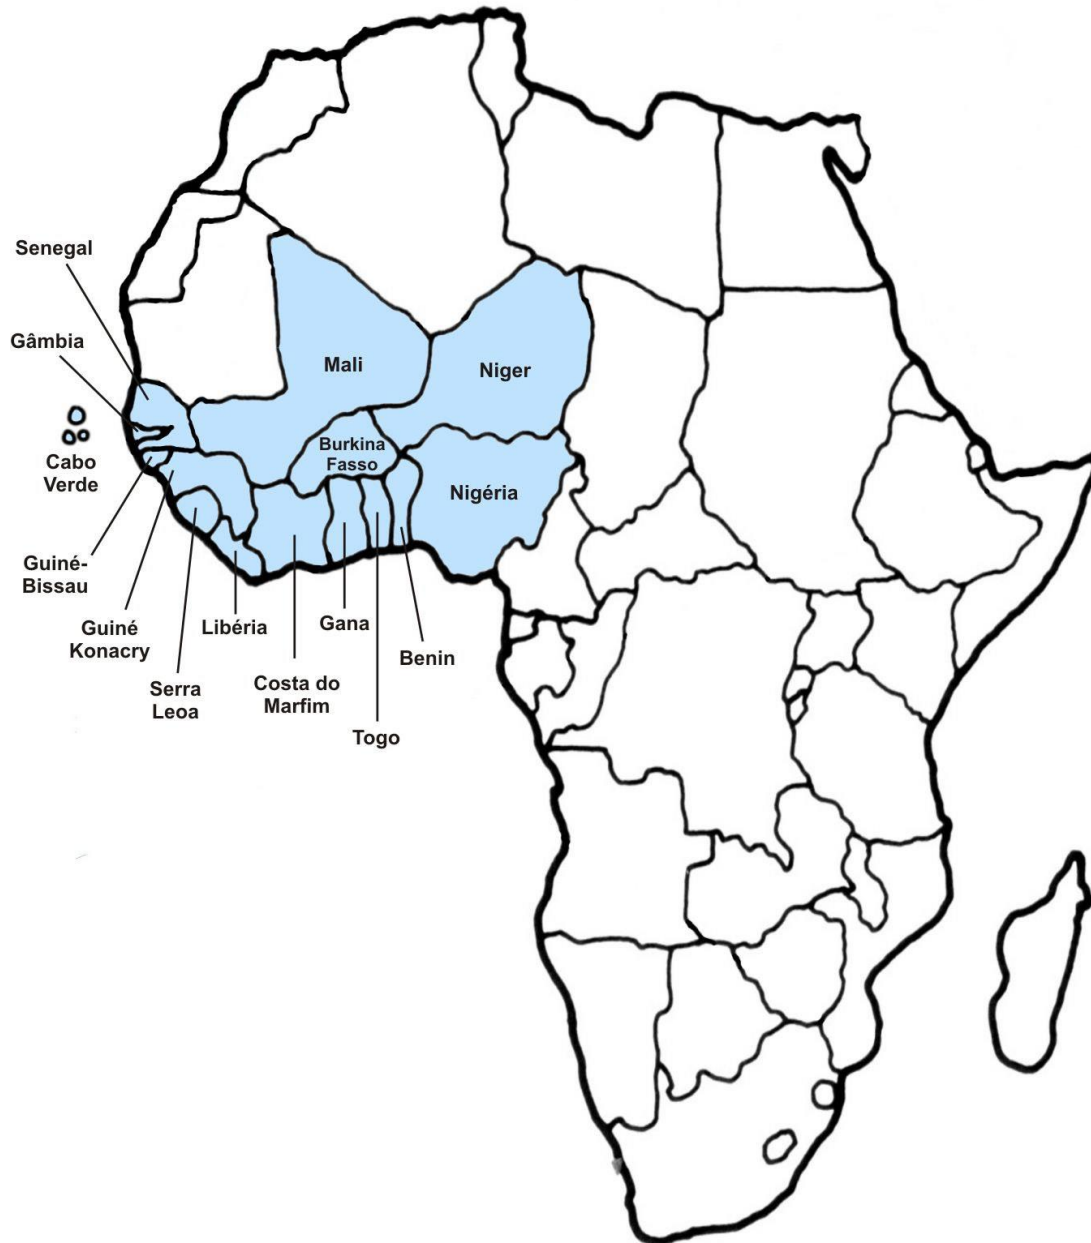 Senegal
Gâmbia
Mali
Niger
Cabo
Verde
Burkina
Fasso
Nigéria
Guiné-
Bissau
Guiné
Konacry
Libéria
Gana
Benin
Serra
Leoa
Costa do
Marfim
Togo